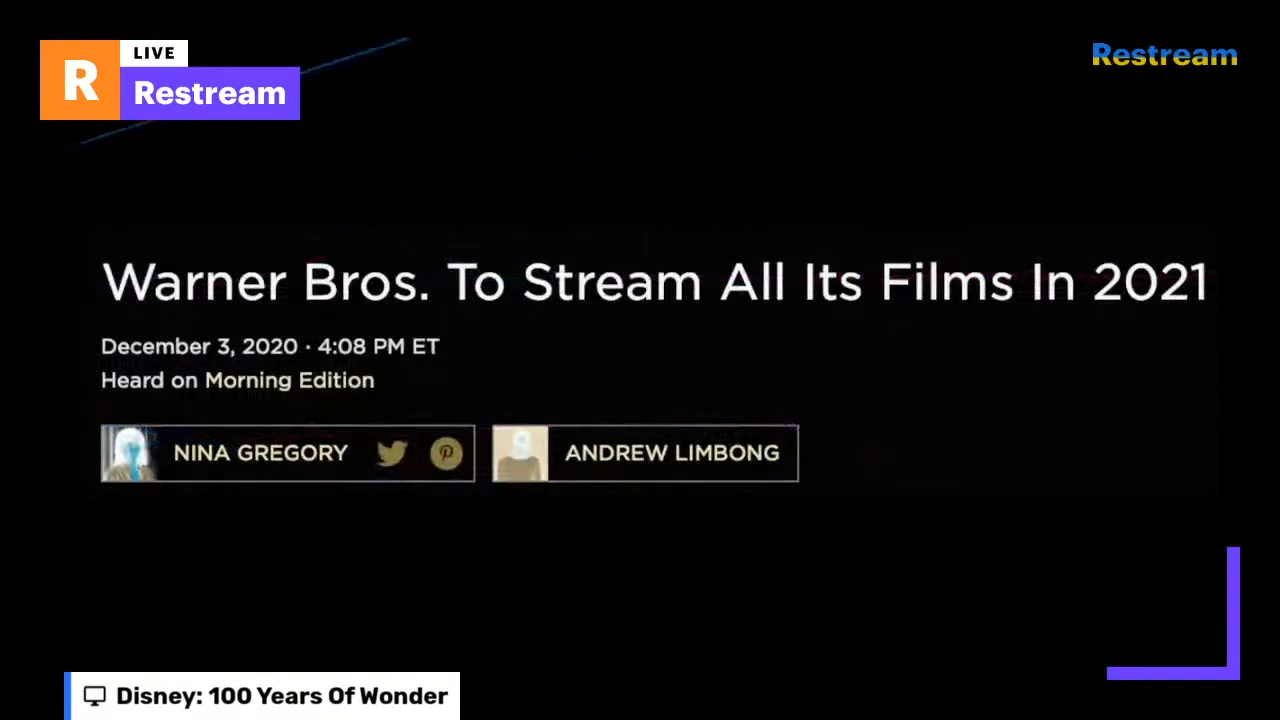 R
LIVE
Restream
Restream
Warner Bros. To Stream All Its Films In 2021
December 3, 2020 · 4:08 PM ET
Heard on Morning Edition
NINA GREGORY
ANDREW LIMBONG
Disney: 100 Years Of Wonder